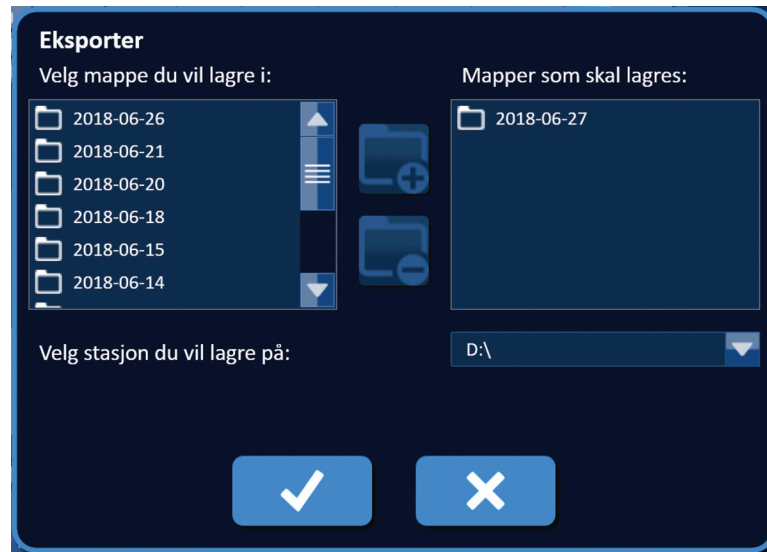 Eksporter
Velg mappe du vil lagre i:
Mapper som skal lagres:
2018-06-26
2018-06-21
2018-06-20
2018-06-18
2018-06-15
2018-06-14
2018-06-27
Velg stasjon du vil lagre på:
D:\